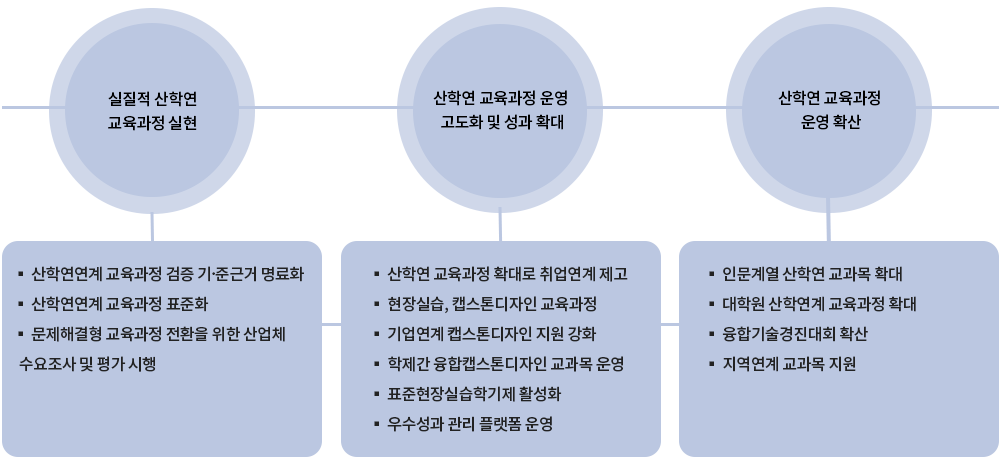 실질적 산학연
교육과정 실현
산학연 교육과정 운영
고도화 및 성과 확대
산학연 교육과정
운영 확산
▪ 산학연연계 교육과정 검증 기·준근거 명료화
▪ 산학연연계 교육과정 표준화
▪ 문제해결형 교육과정 전환을 위한 산업체
수요조사 및 평가 시행
▪ 산학연 교육과정 확대로 취업연계 제고
▪ 현장실습, 캡스톤디자인 교육과정
▪ 기업연계 캡스톤디자인 지원 강화
▪ 학제간 융합캡스톤디자인 교과목 운영
▪ 표준현장실습학기제 활성화
▪ 우수성과 관리 플랫폼 운영
▪ 인문계열 산학연 교과목 확대
▪ 대학원 산학연계 교육과정 확대
▪ 융합기술경진대회 확산
▪ 지역연계 교과목 지원